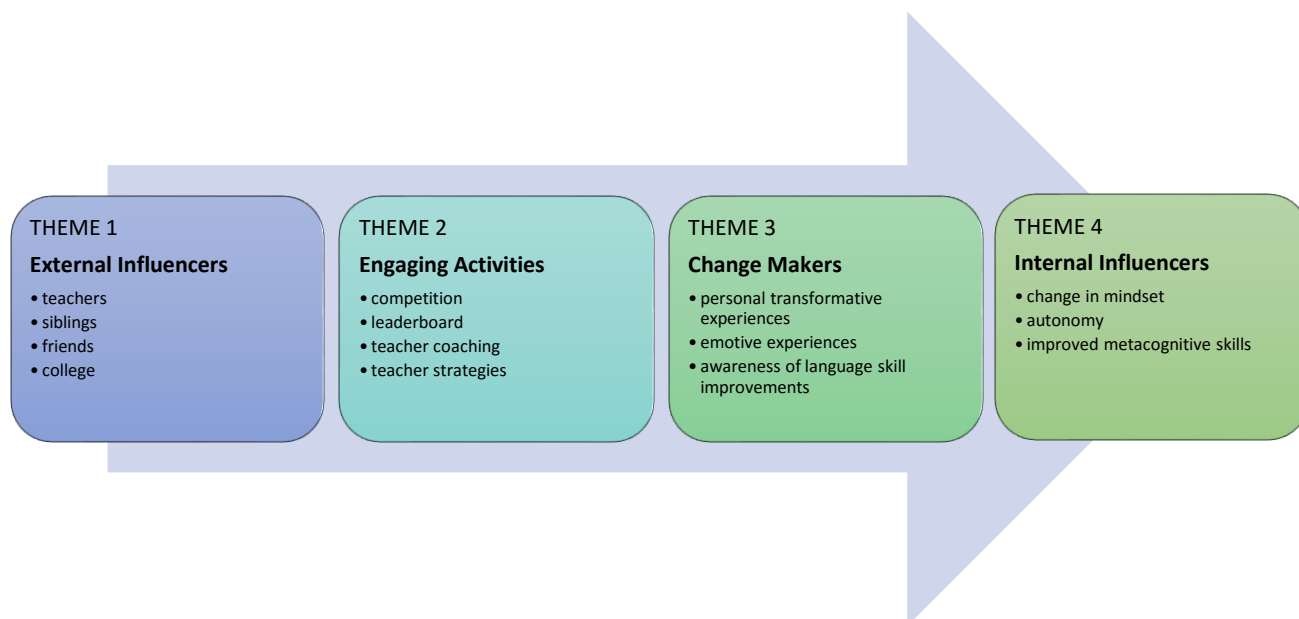 THEME 1
External Influencers
• teachers
• siblings
• friends
• college
THEME 2
Engaging Activities
• competition
• leaderboard
• teacher coaching
• teacher strategies
THEME 3
Change Makers
• personal transformative
experiences
• emotive experiences
• awareness of language skill
improvements
THEME 4
Internal Influencers
• change in mindset
• autonomy
• improved metacognitive skills